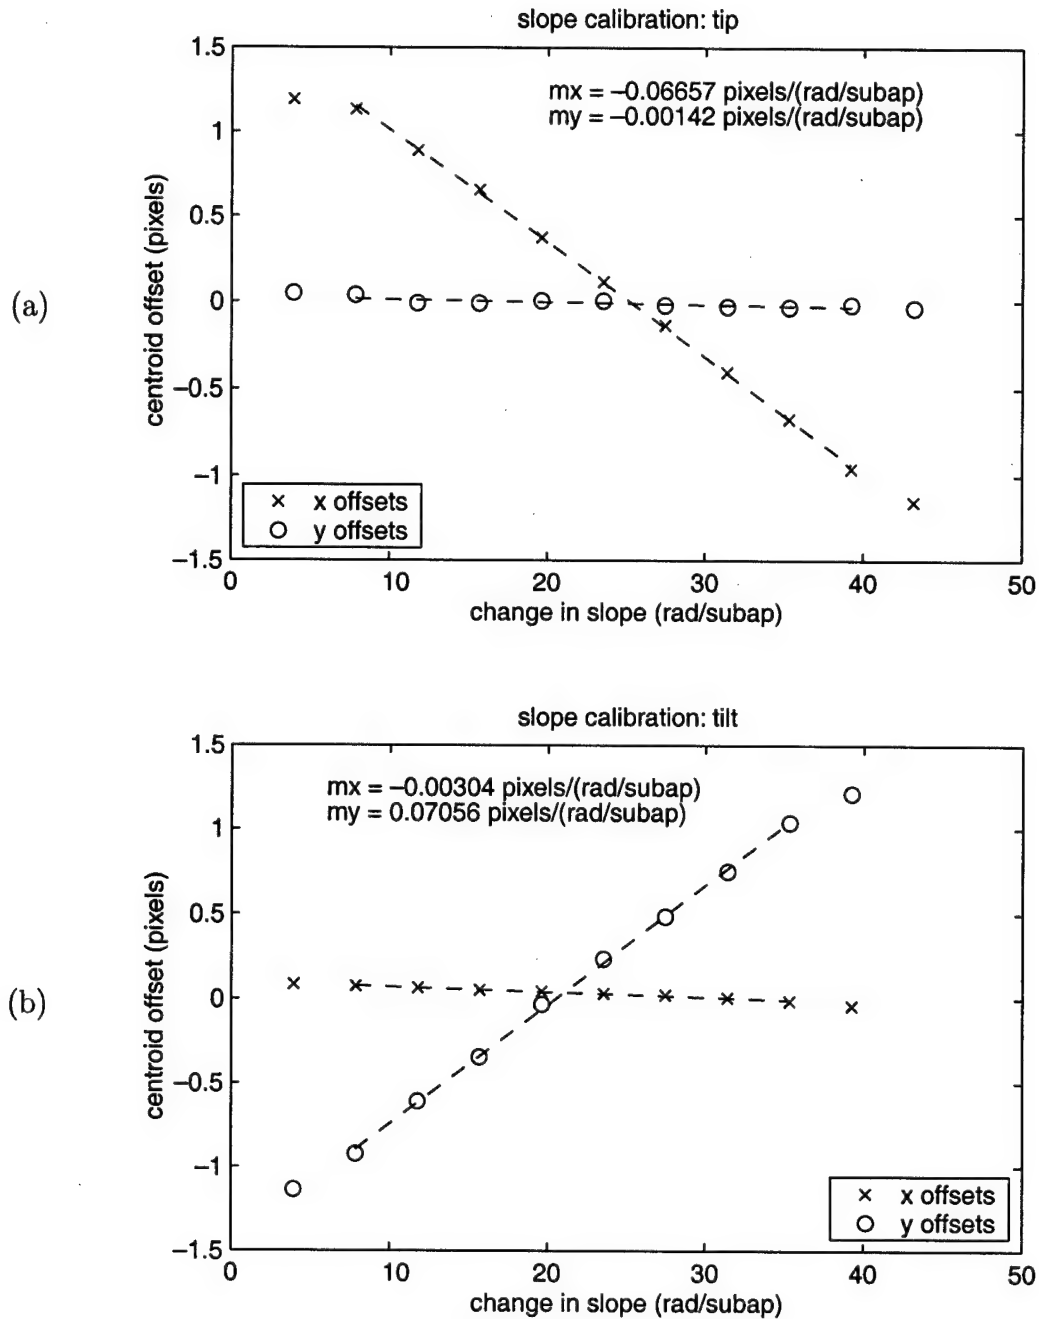 slope calibration: tip
(a)
centroid offset (pixels)
1.5
1
0.5
0
−0.5
−1
−1.5
mx = −0.06657 pixels/(rad/subap)
my = −0.00142 pixels/(rad/subap)
x offsets
y offsets
0 10 20 30 40 50
change in slope (rad/subap)
slope calibration: tilt
(b)
centroid offset (pixels)
1.5
1
0.5
0
−0.5
−1
−1.5
mx = −0.00304 pixels/(rad/subap)
my = 0.07056 pixels/(rad/subap)
x offsets
y offsets
0 10 20 30 40 50
change in slope (rad/subap)